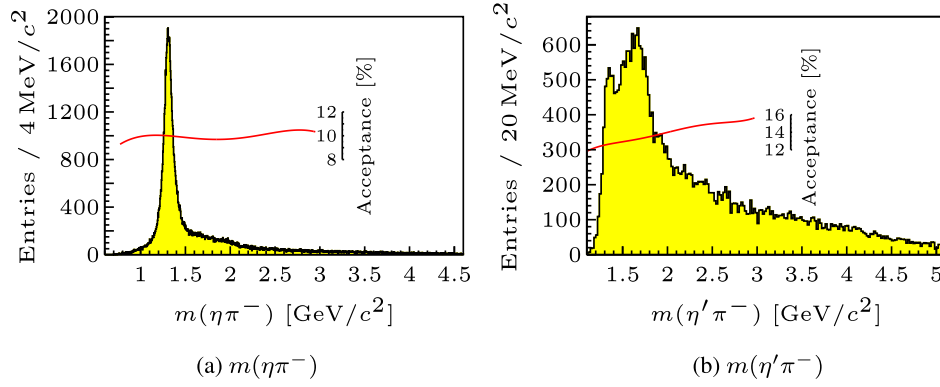 Entries / 4 MeV/c²
2000
1600
1200
800
400
0
12
10
8
Acceptance [%]
1 1.5 2 2.5 3 3.5 4 4.5
m(ηπ⁻) [GeV/c²]
(a) m(ηπ⁻)
Entries / 20 MeV/c²
600
500
400
300
200
100
0
16
14
12
Acceptance [%]
1.5 2 2.5 3 3.5 4 4.5 5
m(η′π⁻) [GeV/c²]
(b) m(η′π⁻)